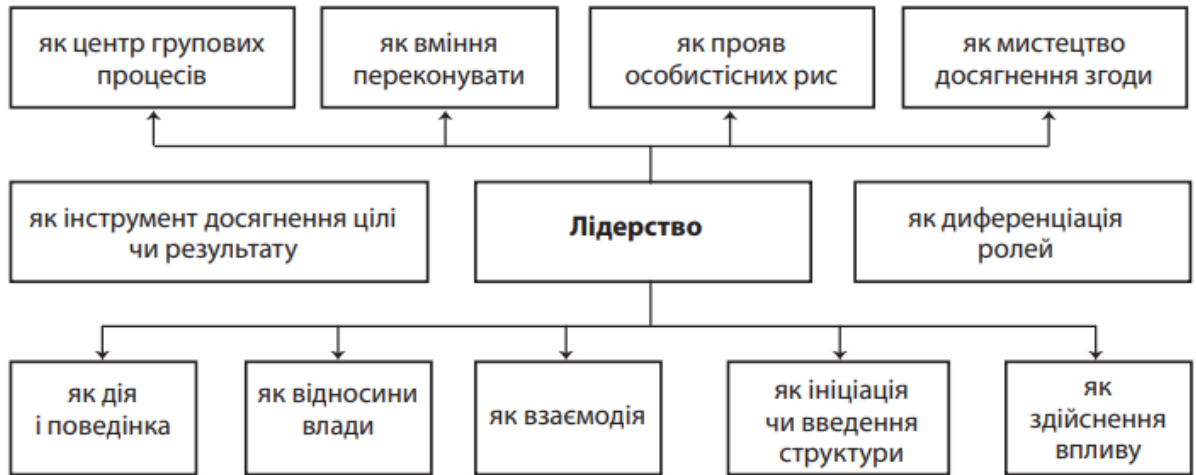 як центр групових
процесів
як вміння
переконувати
як прояв
особистісних рис
як мистецтво
досягнення згоди
як інструмент досягнення цілі
чи результату
Лідерство
як диференціація
ролей
як дія
і поведінка
як відносини
влади
як взаємодія
як ініціація
чи введення
структури
як
здійснення
впливу